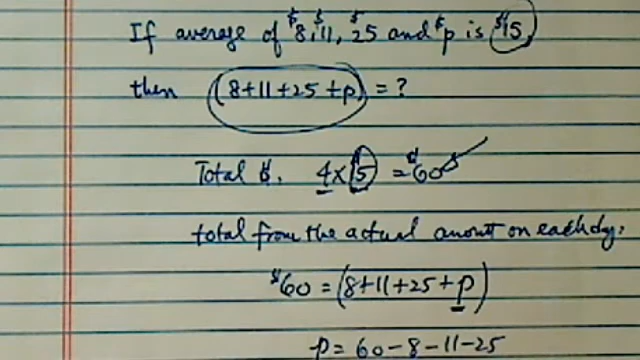 If average of $8, $11, $25 and $p is $15,
then (8+11+25+p) = ?
Total $. 4×15 = $60
total from the actual amount on each day.
$60 = (8+11+25+p)
p = 60-8-11-25